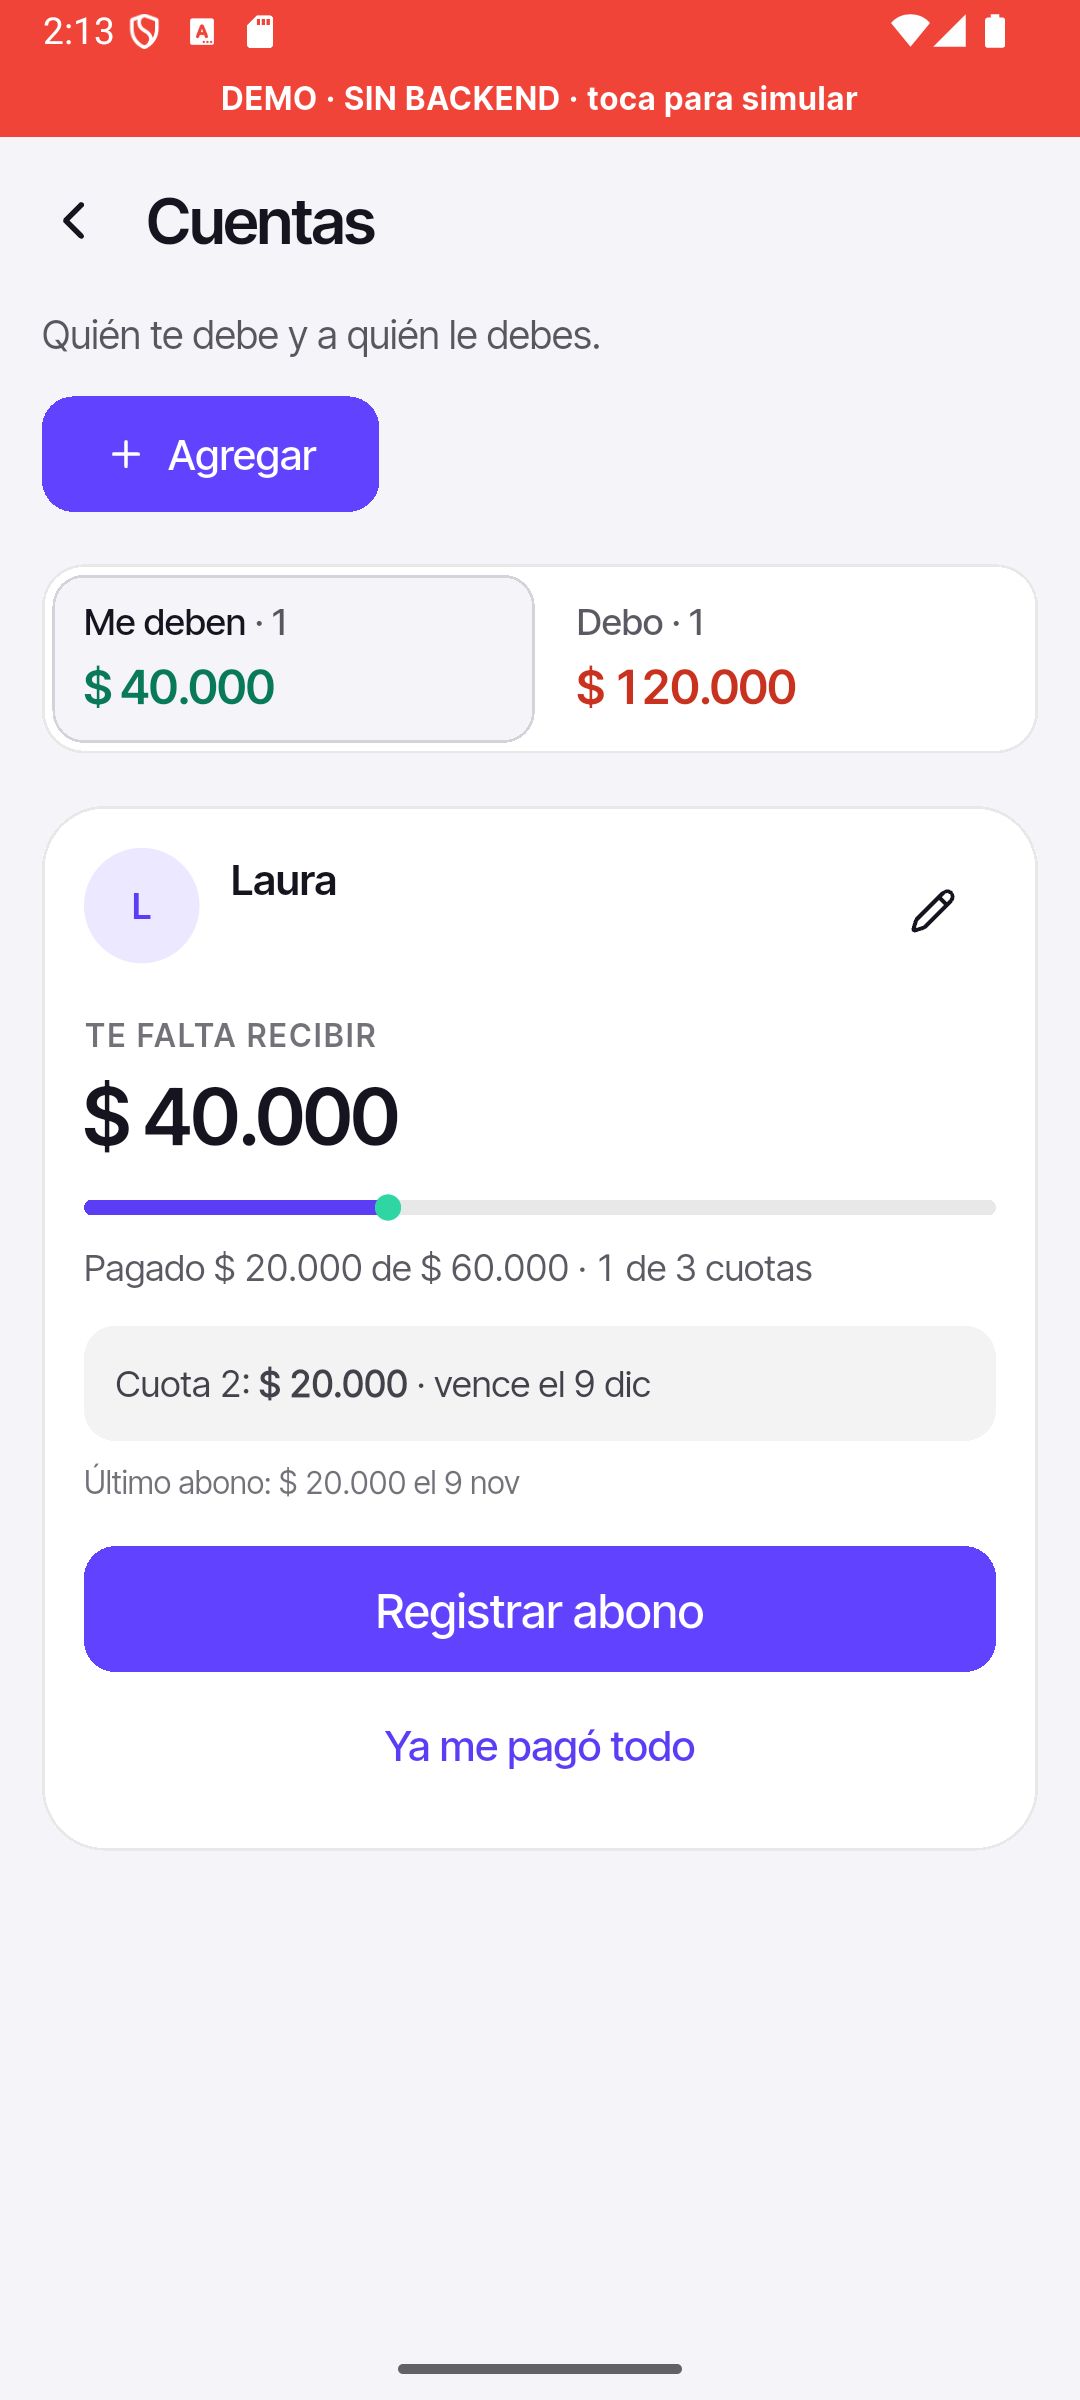 2:13
DEMO · SIN BACKEND · toca para simular
Cuentas
Quién te debe y a quién le debes.
+ Agregar
Me deben · 1
$ 40.000
Debo · 1
$ 120.000
L
Laura
TE FALTA RECIBIR
$ 40.000
Pagado $ 20.000 de $ 60.000 · 1 de 3 cuotas
Cuota 2: $ 20.000 · vence el 9 dic
Último abono: $ 20.000 el 9 nov
Registrar abono
Ya me pagó todo